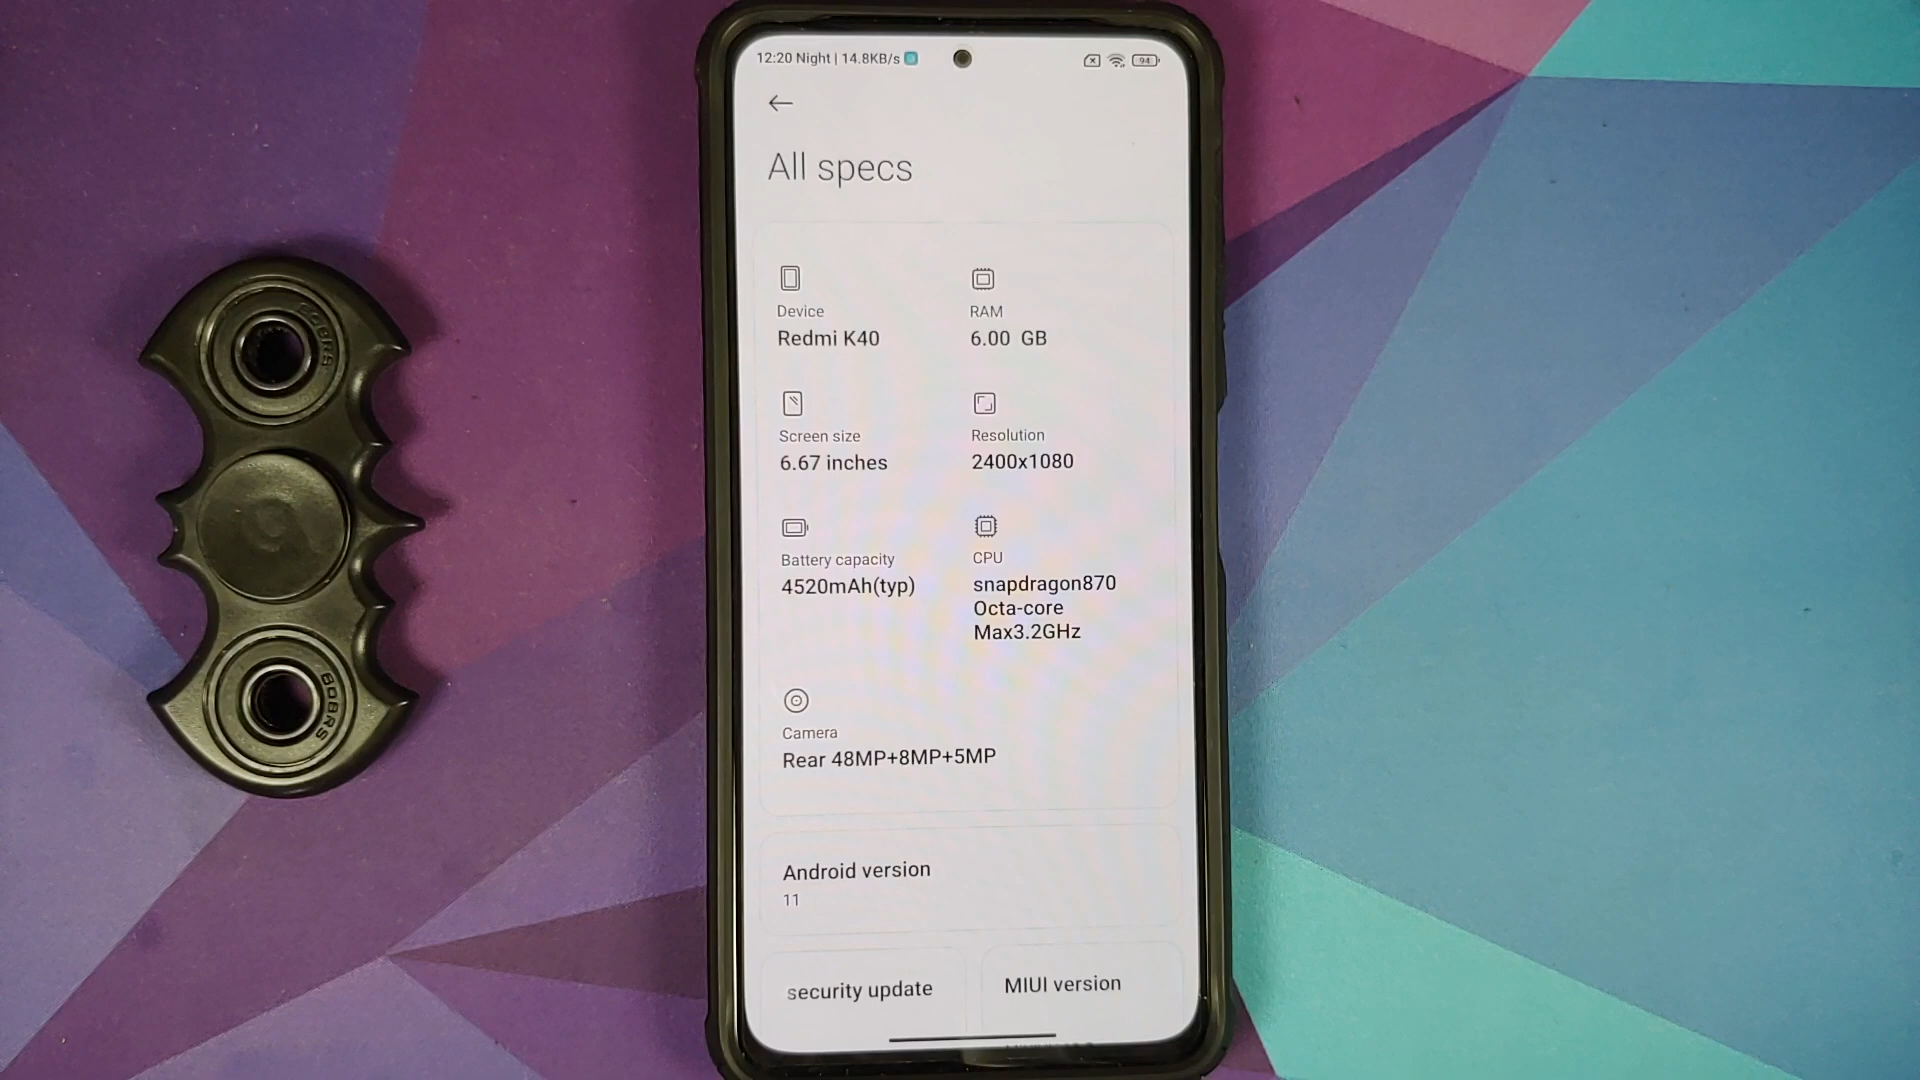 12:20 Night | 14.8KB/s
94
All specs
Device
Redmi K40
RAM
6.00 GB
Screen size
6.67 inches
Resolution
2400x1080
Battery capacity
4520mAh(typ)
CPU
snapdragon870
Octa-core
Max3.2GHz
Camera
Rear 48MP+8MP+5MP
Android version
11
security update
MIUI version
BOBRS
BOBRS